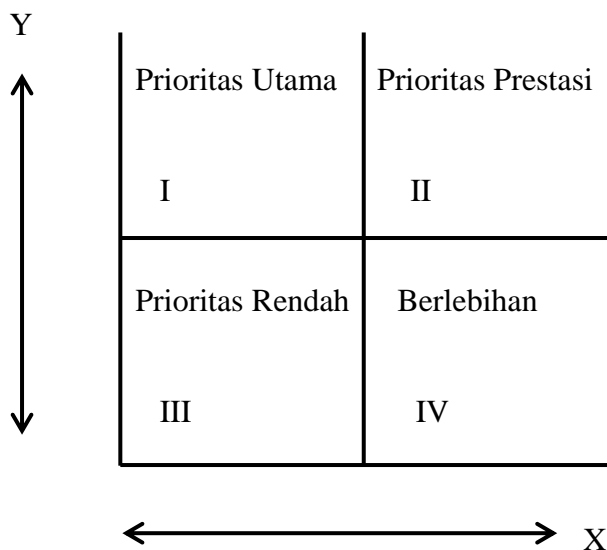 Y
Prioritas Utama
Prioritas Prestasi
I
II
Prioritas Rendah
Berlebihan
III
IV
X